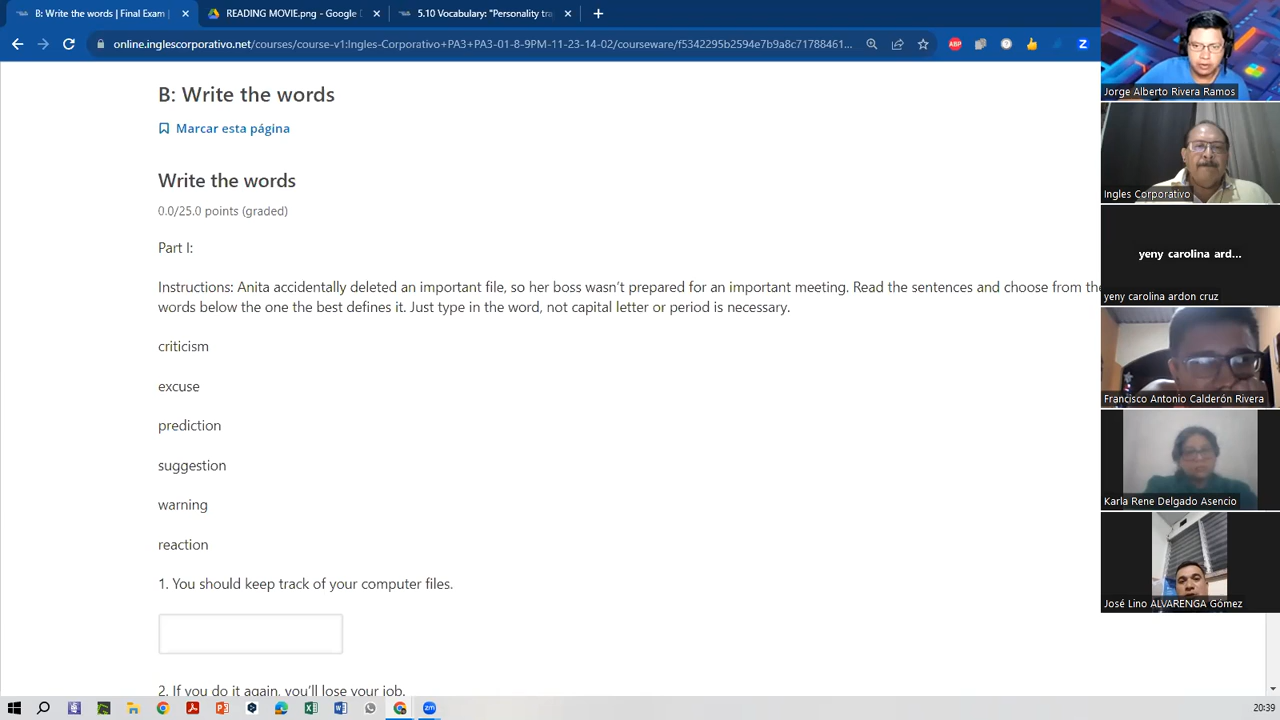 B: Write the words | Final Exam |
READING MOVIE.png - Google D
5.10 Vocabulary: "Personality tra
online.inglescorporativo.net/courses/course-v1:Ingles-Corporativo+PA3+PA3-01-8-9PM-11-23-14-02/courseware/f5342295b2594e7b9a8c71788461...
ABP
Z
B: Write the words
Marcar esta página
Write the words
0.0/25.0 points (graded)
Part I:
Instructions: Anita accidentally deleted an important file, so her boss wasn't prepared for an important meeting. Read the sentences and choose from the
words below the one the best defines it. Just type in the word, not capital letter or period is necessary.
criticism
excuse
prediction
suggestion
warning
reaction
1. You should keep track of your computer files.
2. If you do it again, you'll lose your job.
Jorge Alberto Rivera Ramos
Ingles Corporativo
yeny carolina ard...
yeny carolina ardon cruz
Francisco Antonio Calderón Rivera
Karla Rene Delgado Asencio
José Lino ALVARENGA Gómez
20:39